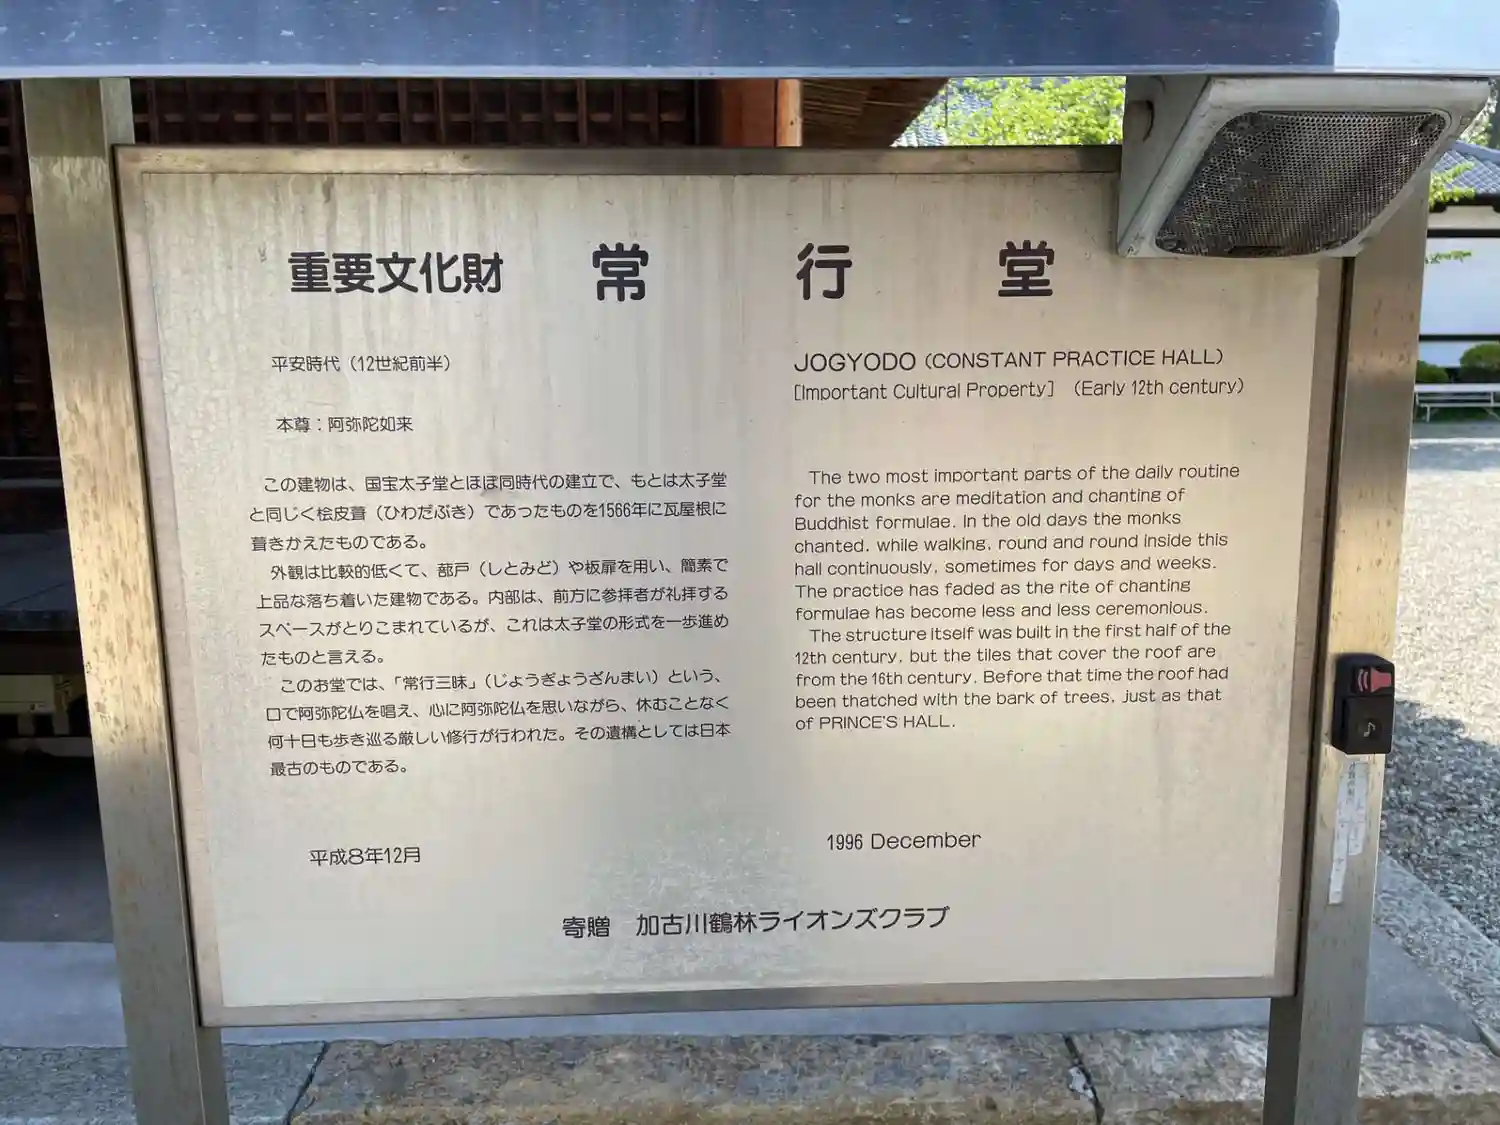 重要文化財 常行堂
平安時代（12世紀前半）
本尊：阿弥陀如来
この建物は、国宝太子堂とほぼ同時代の建立で、もとは太子堂
と同じく桧皮葺（ひわだぶき）であったものを1566年に瓦屋根に
葺きかえたものである。
外観は比較的低くて、蔀戸（しとみど）や板扉を用い、簡素で
上品な落ち着いた建物である。内部は、前方に参拝者が礼拝する
スペースがとりこまれているが、これは太子堂の形式を一歩進め
たものと言える。
このお堂では、「常行三昧」（じょうぎょうざんまい）という、
口で阿弥陀仏を唱え、心に阿弥陀仏を思いながら、休むことなく
何十日も歩き巡る厳しい修行が行われた。その遺構としては日本
最古のものである。
平成8年12月
JOGYODO (CONSTANT PRACTICE HALL)
[Important Cultural Property] (Early 12th century)
The two most important parts of the daily routine
for the monks are meditation and chanting of
Buddhist formulae. In the old days the monks
chanted, while walking, round and round inside this
hall continuously, sometimes for days and weeks.
The practice has faded as the rite of chanting
formulae has become less and less ceremonious.
The structure itself was built in the first half of the
12th century, but the tiles that cover the roof are
from the 16th century. Before that time the roof had
been thatched with the bark of trees, just as that
of PRINCE'S HALL.
1996 December
寄贈 加古川鶴林ライオンズクラブ